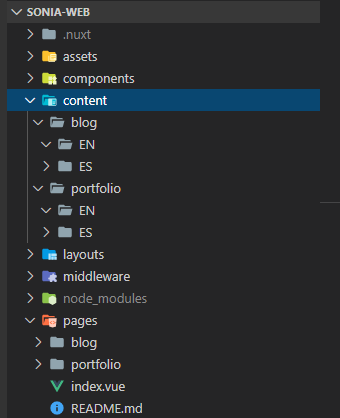 SONIA-WEB
.nuxt
assets
components
content
blog
EN
ES
portfolio
EN
ES
layouts
middleware
node_modules
pages
blog
portfolio
index.vue
README.md